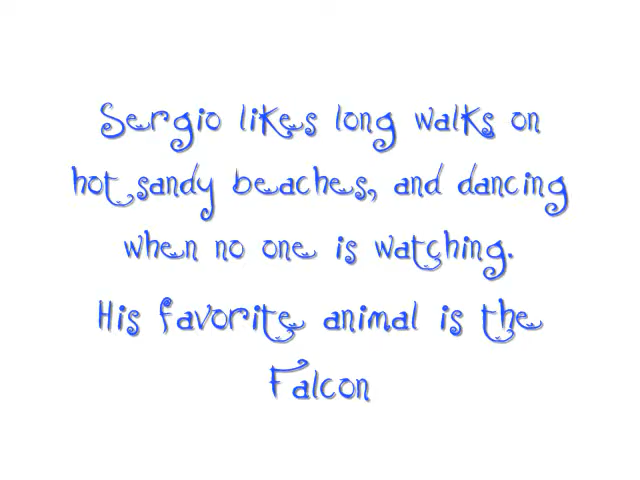 Sergio likes long walks on
hot sandy beaches, and dancing
when no one is watching.
His favorite animal is the
Falcon